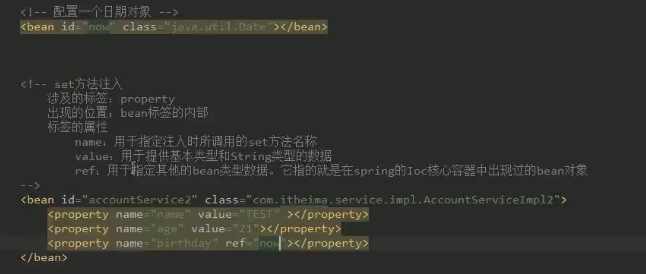 <!-- 配置一个日期对象 -->
<bean id="now" class="java.util.Date"></bean>
<!-- set方法注入
涉及的标签：property
出现的位置：bean标签的内部
标签的属性
name：用于指定注入时所调用的set方法名称
value：用于提供基本类型和String类型的数据
ref：用于指定其他的bean类型数据。它指的就是在spring的Ioc核心容器中出现过的bean对象
-->
<bean id="accountService2" class="com.itheima.service.impl.AccountServiceImpl2">
<property name="name" value="TEST" ></property>
<property name="age" value="21"></property>
<property name="birthday" ref="now"></property>
</bean>